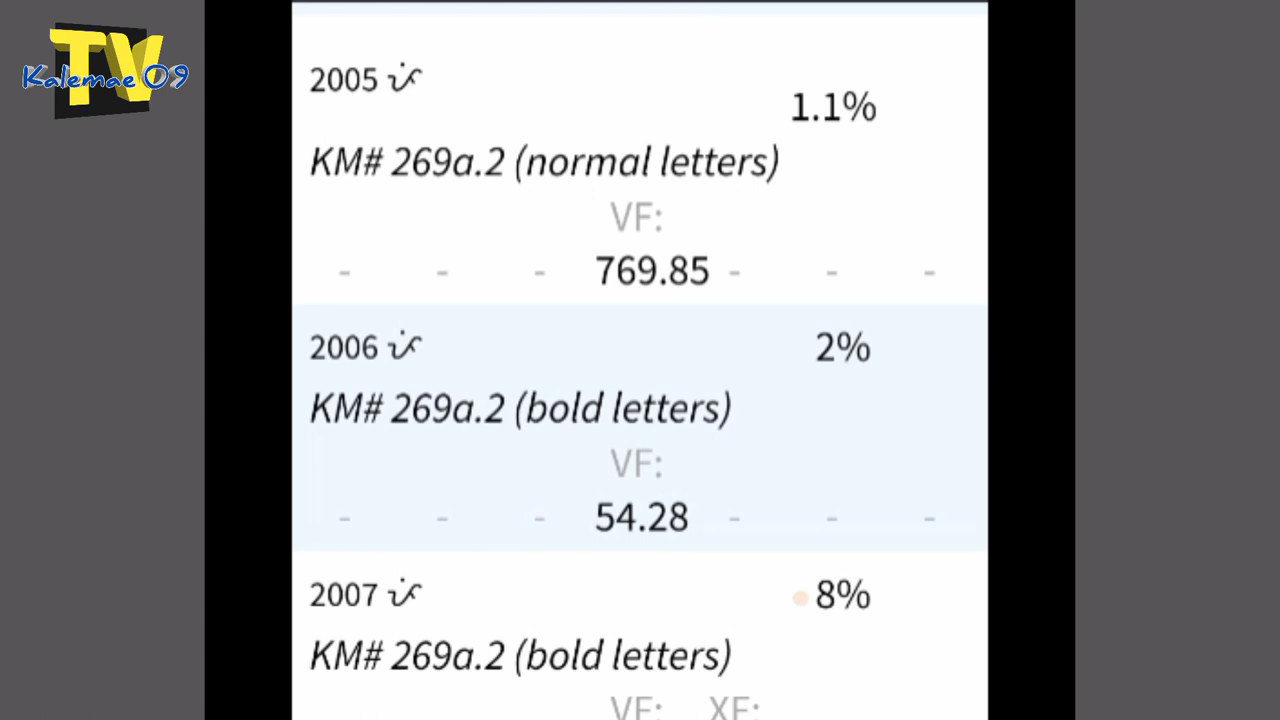 TV
Kalemae 09
2005 ᜉᜒ
1.1%
KM# 269a.2 (normal letters)
VF:
- - - 769.85 - - -
2006 ᜉᜒ
2%
KM# 269a.2 (bold letters)
VF:
- - - 54.28 - - -
2007 ᜉᜒ
8%
KM# 269a.2 (bold letters)
VF: XF: